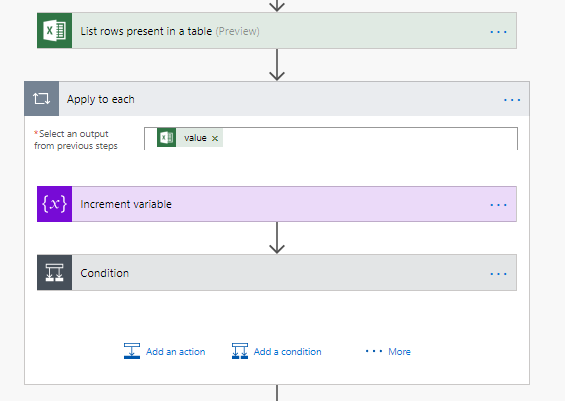 List rows present in a table (Preview)
Apply to each
*Select an output
from previous steps
value x
{x} Increment variable
Condition
Add an action
Add a condition
More